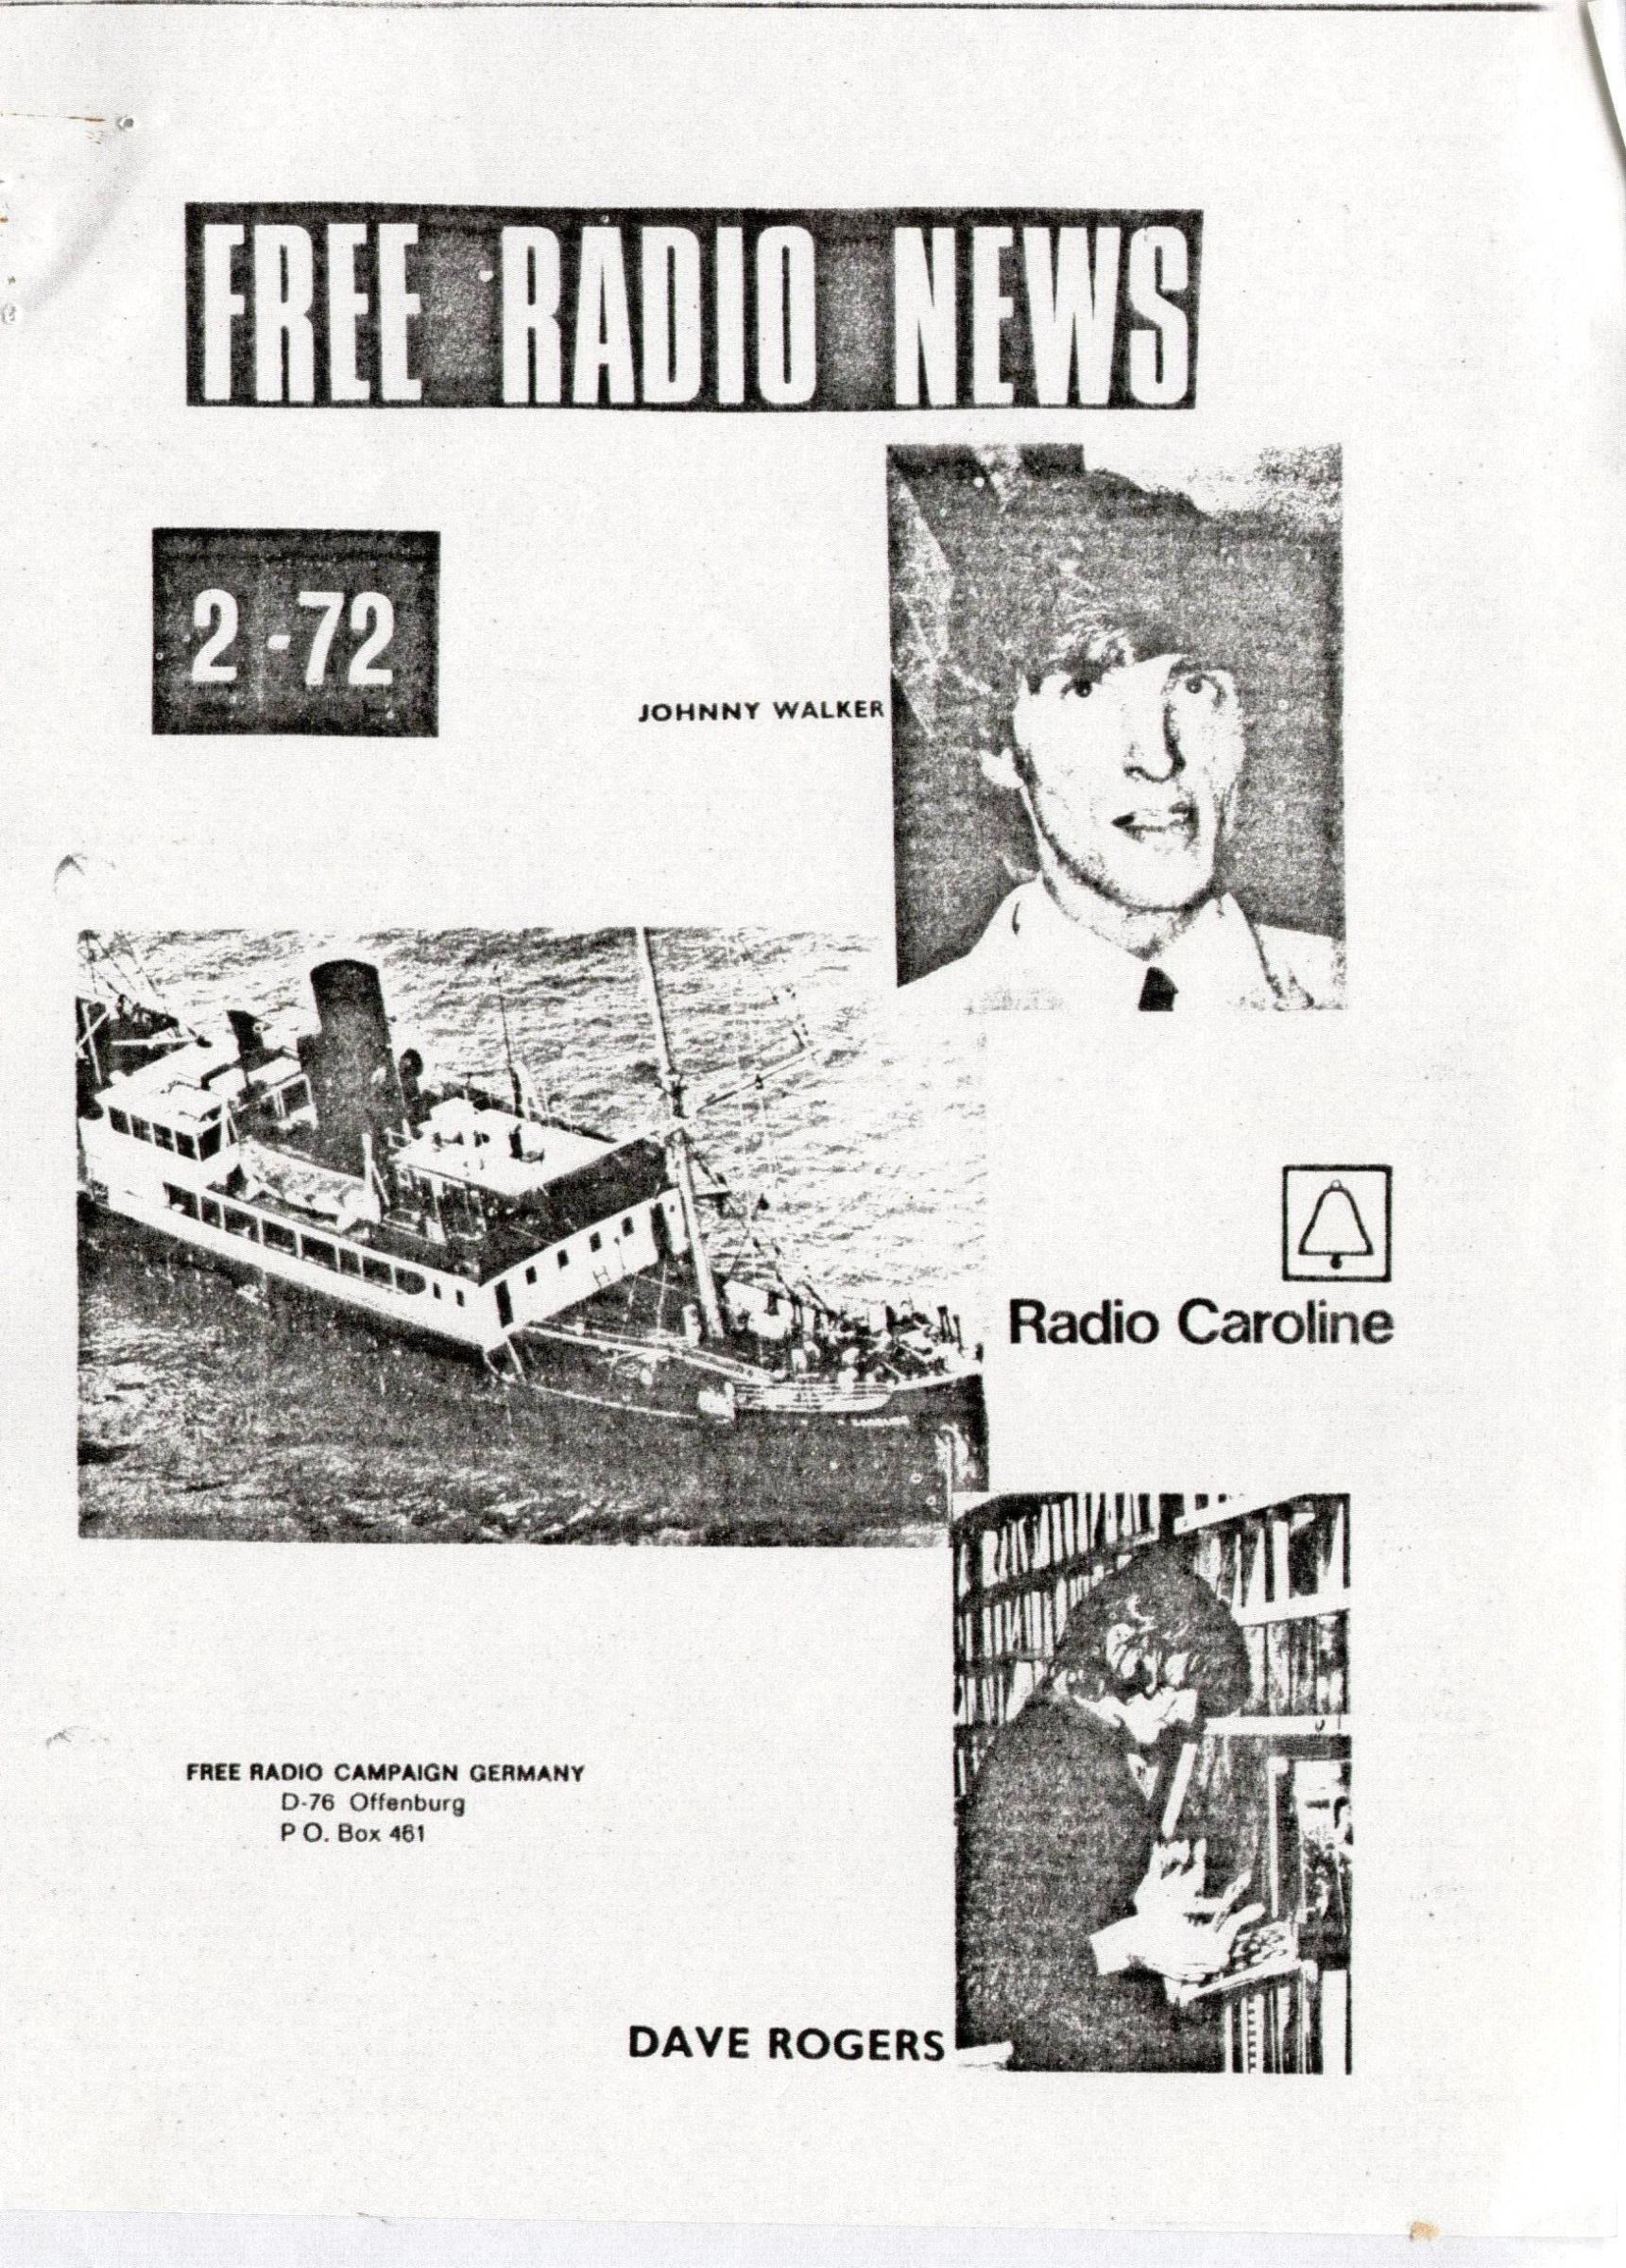 FREE RADIO NEWS
2-72
JOHNNY WALKER
Radio Caroline
FREE RADIO CAMPAIGN GERMANY
D-76 Offenburg
P O. Box 461
DAVE ROGERS